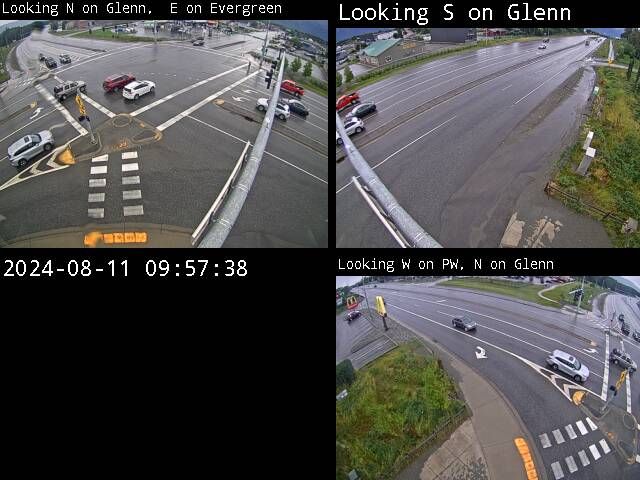 Looking N on Glenn, E on Evergreen
Looking S on Glenn
2024-08-11 09:57:38
Looking W on PW, N on Glenn